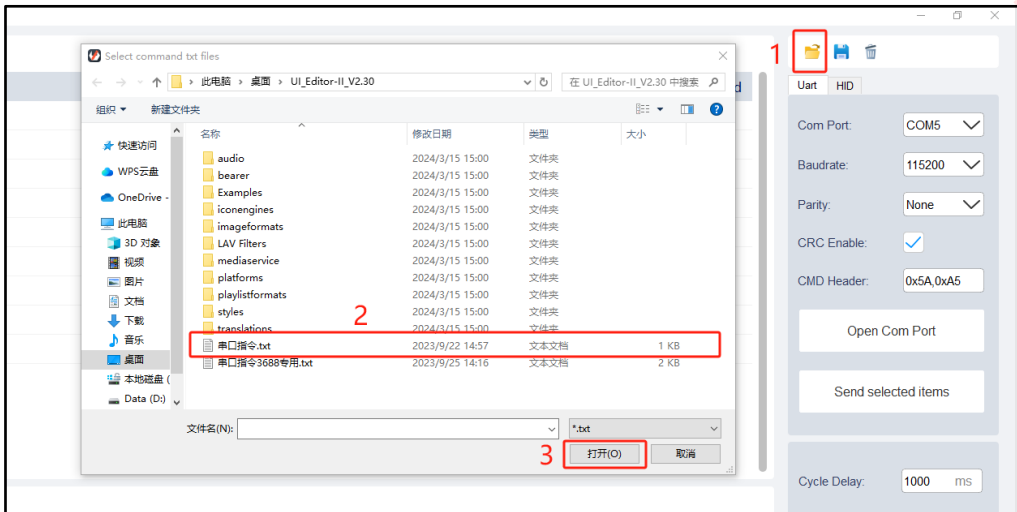 Select command txt files
1
此电脑 › 桌面 › UI_Editor-II_V2.30
在 UI_Editor-II_V2.30 中搜索
d
组织
新建文件夹
名称 修改日期 类型 大小
快速访问
WPS云盘
OneDrive -
此电脑
3D 对象
视频
图片
文档
下载
音乐
桌面
本地磁盘 (
Data (D:)
audio 2024/3/15 15:00 文件夹
bearer 2024/3/15 15:00 文件夹
Examples 2024/3/15 15:00 文件夹
iconengines 2024/3/15 15:00 文件夹
imageformats 2024/3/15 15:00 文件夹
LAV Filters 2024/3/15 15:00 文件夹
mediaservice 2024/3/15 15:00 文件夹
platforms 2024/3/15 15:00 文件夹
playlistformats 2024/3/15 15:00 文件夹
styles 2024/3/15 15:00 文件夹
2
translations 2024/3/15 15:00 文件夹
串口指令.txt 2023/9/22 14:57 文本文档 1 KB
串口指令3688专用.txt 2023/9/25 14:16 文本文档 2 KB
文件名(N): *.txt
3
打开(O) 取消
Uart HID
Com Port: COM5
Baudrate: 115200
Parity: None
CRC Enable:
CMD Header: 0x5A,0xA5
Open Com Port
Send selected items
Cycle Delay: 1000 ms